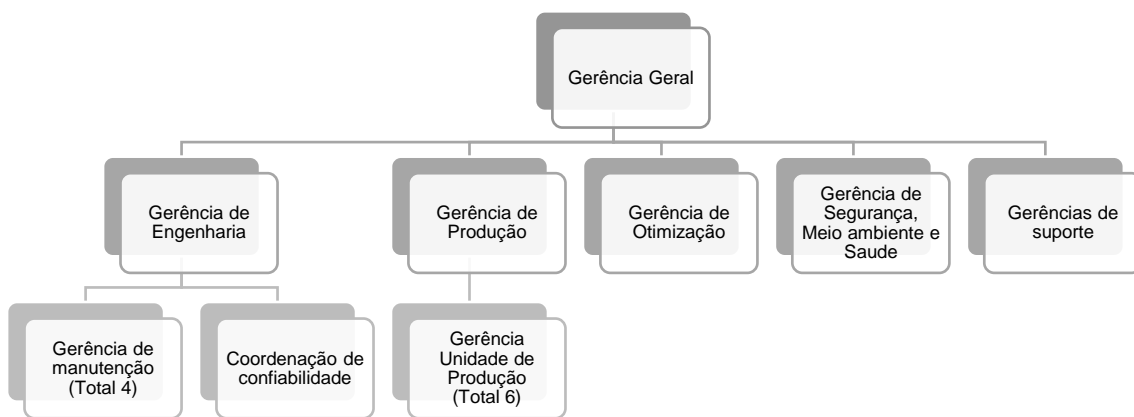 Gerência Geral
Gerência de
Engenharia
Gerência de
Produção
Gerência de
Otimização
Gerência de
Segurança,
Meio ambiente e
Saude
Gerências de
suporte
Gerência de
manutenção
(Total 4)
Coordenação de
confiabilidade
Gerência
Unidade de
Produção
(Total 6)